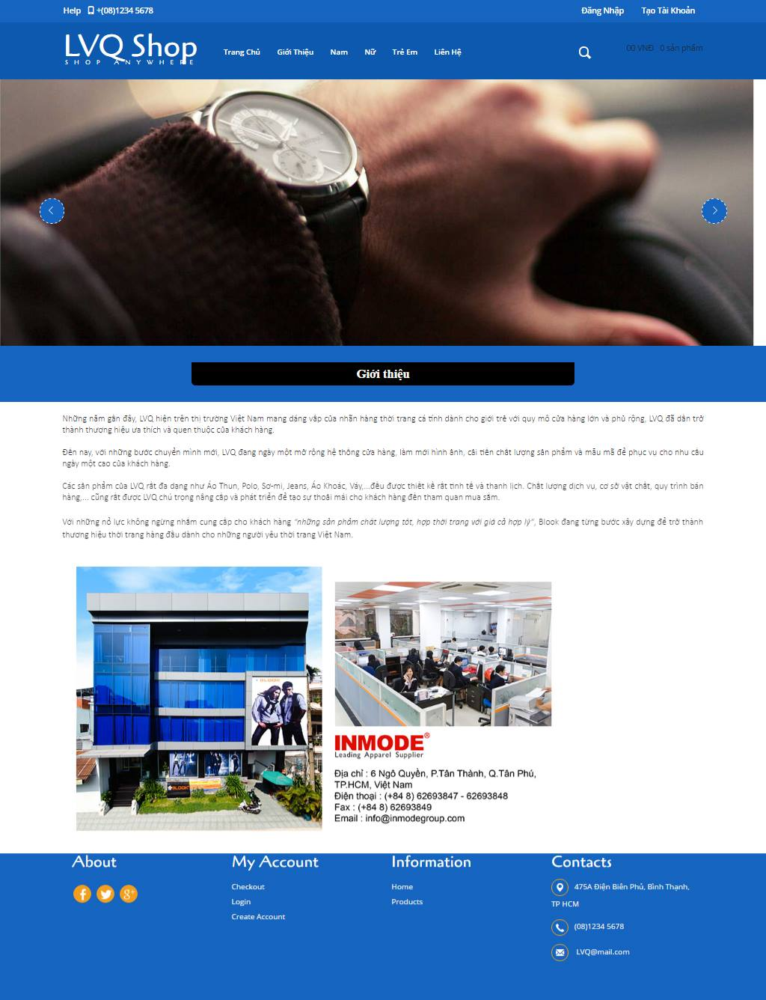 Help +(08)1234 5678 Đăng Nhập Tạo Tài Khoản
LVQ Shop
SHOP ANYWHERE
Trang Chủ Giới Thiệu Nam Nữ Trẻ Em Liên Hệ
00 VNĐ 0 sản phẩm
Giới thiệu
Những năm gần đây, LVQ hiện trên thị trường Việt Nam mang dáng vấp của nhãn hàng thời trang cá tính dành cho giới trẻ với quy mô cửa hàng lớn và phủ rộng, LVQ đã dần trở
thành thương hiệu ưa thích và quen thuộc của khách hàng.
Đến nay, với những bước chuyển mình mới, LVQ đang ngày một mở rộng hệ thống cửa hàng, làm mới hình ảnh, cải tiến chất lượng sản phẩm và mẫu mã để phục vụ cho nhu cầu
ngày một cao của khách hàng.
Các sản phẩm của LVQ rất đa dạng như Áo Thun, Polo, Sơ-mi, Jeans, Áo Khoác, Váy,...đều được thiết kế rất tinh tế và thanh lịch. Chất lượng dịch vụ, cơ sở vật chất, quy trình bán
hàng,... cũng rất được LVQ chú trọng nâng cấp và phát triển để tạo sự thoải mái cho khách hàng đến tham quan mua sắm.
Với những nỗ lực không ngừng nhằm cung cấp cho khách hàng “những sản phẩm chất lượng tốt, hợp thời trang với giá cả hợp lý”, Blook đang từng bước xây dựng để trở thành
thương hiệu thời trang hàng đầu dành cho những người yêu thời trang Việt Nam.
INMODE®
Leading Apparel Supplier
Địa chỉ : 6 Ngô Quyền, P.Tân Thành, Q.Tân Phú,
TP.HCM, Việt Nam
Điện thoại : (+84 8) 62693847 - 62693848
Fax : (+84 8) 62693849
Email : info@inmodegroup.com
About
My Account
Checkout
Login
Create Account
Information
Home
Products
Contacts
475A Điện Biên Phủ, Bình Thạnh,
TP HCM
(08)1234 5678
LVQ@mail.com